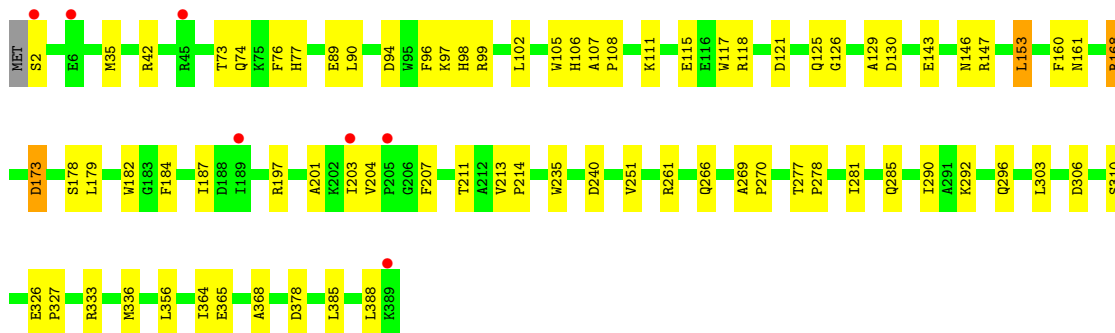 MET S2 E6 M35 R42 R45 T73 Q74 K75 F76 H77 E89 L90 D94 W95 F96 K97 H98 R99 L102 W105 H106 A107 P108 K111 E115 E116 W117 R118 D121 Q125 G126 A129 D130 E143 N146 R147 L153 F160 N161 R168
D173 S178 L179 W182 G183 F184 I187 D188 I189 R197 A201 K202 I203 V204 P205 G206 F207 T211 A212 V213 P214 W235 D240 V251 R261 Q266 A269 P270 T277 P278 I281 Q285 I290 A291 K292 Q296 L303 D306 S310
E326 P327 R333 M336 L356 I364 E365 A368 D378 L385 L388 K389